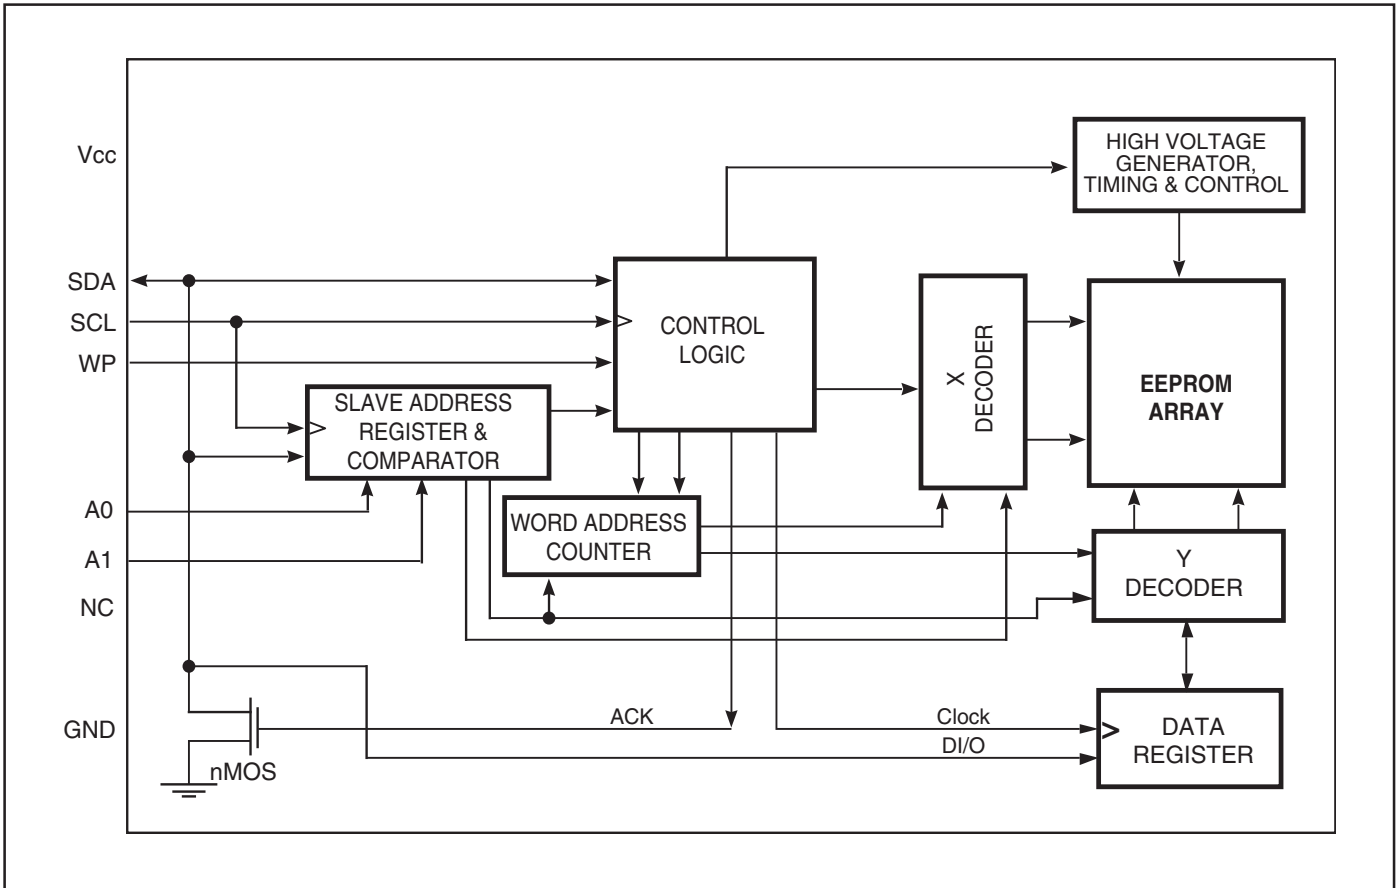 Vcc
HIGH VOLTAGE
GENERATOR,
TIMING & CONTROL
SDA
SCL
WP
CONTROL
LOGIC
X
DECODER
EEPROM
ARRAY
SLAVE ADDRESS
REGISTER &
COMPARATOR
A0
WORD ADDRESS
COUNTER
A1
Y
DECODER
NC
GND
ACK
Clock
DI/O
DATA
REGISTER
nMOS